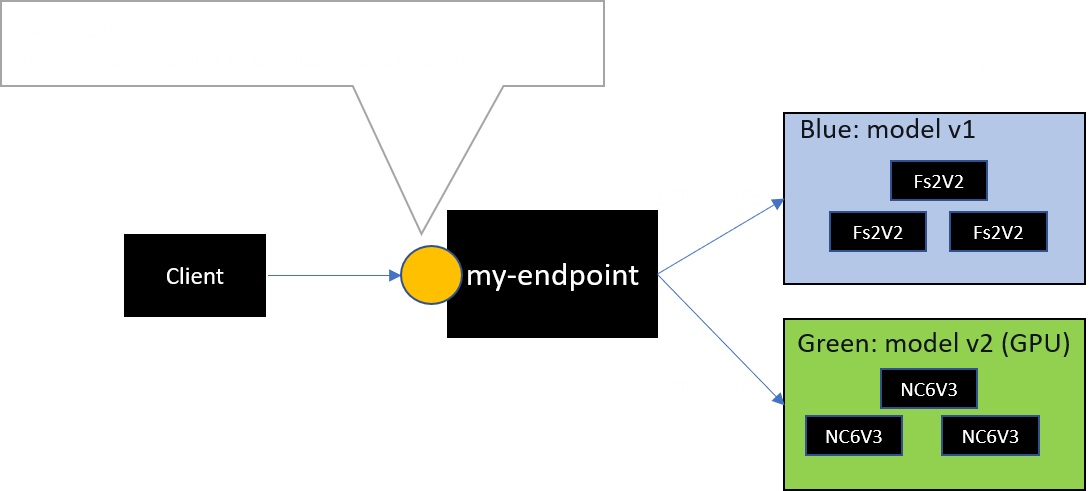 Blue: model v1
Fs2V2
Fs2V2 Fs2V2
Client
my-endpoint
Green: model v2 (GPU)
NC6V3
NC6V3 NC6V3